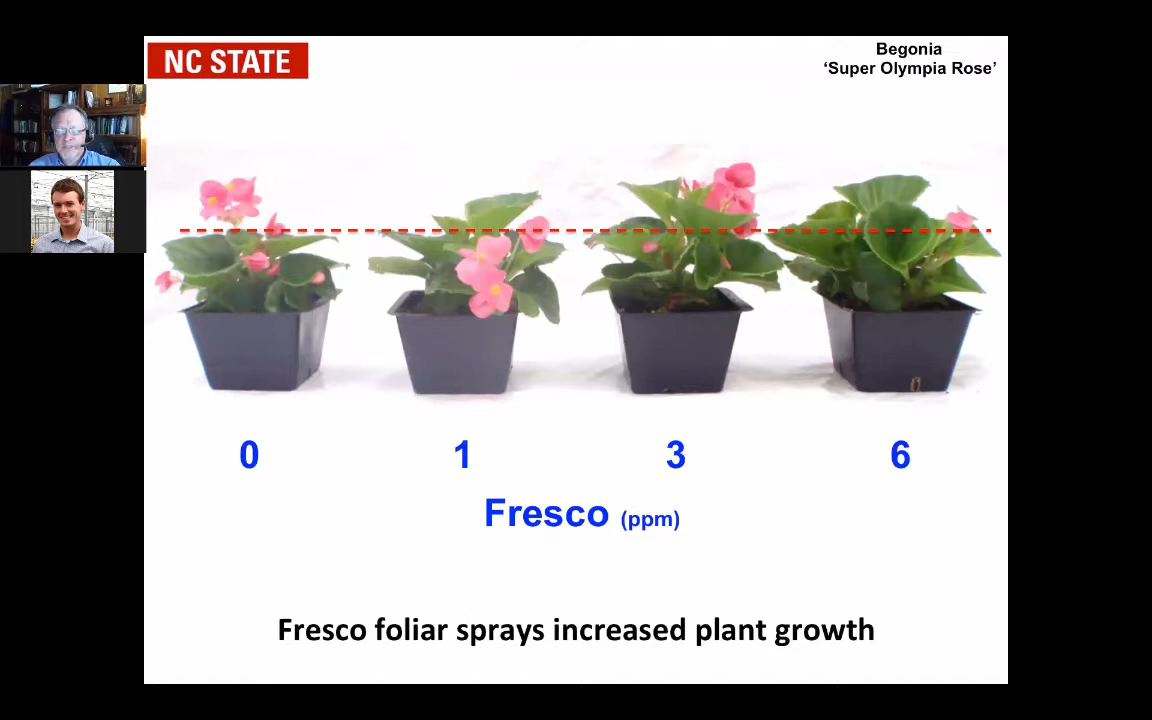 NC STATE
Begonia
‘Super Olympia Rose’
0 1 3 6
Fresco (ppm)
Fresco foliar sprays increased plant growth